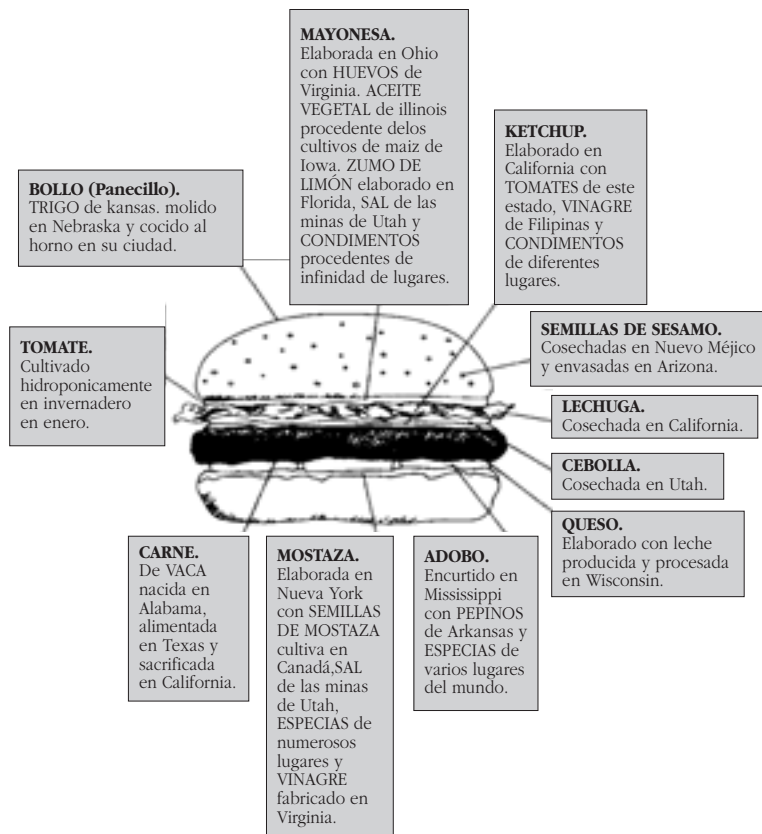 MAYONESA.
Elaborada en Ohio
con HUEVOS de
Virginia. ACEITE
VEGETAL de illinois
procedente delos
cultivos de maiz de
Iowa. ZUMO DE
LIMÓN elaborado en
Florida, SAL de las
minas de Utah y
CONDIMENTOS
procedentes de
infinidad de lugares.
KETCHUP.
Elaborado en
California con
TOMATES de este
estado, VINAGRE
de Filipinas y
CONDIMENTOS
de diferentes
lugares.
BOLLO (Panecillo).
TRIGO de kansas. molido
en Nebraska y cocido al
horno en su ciudad.
SEMILLAS DE SESAMO.
Cosechadas en Nuevo Méjico
y envasadas en Arizona.
TOMATE.
Cultivado
hidroponicamente
en invernadero
en enero.
LECHUGA.
Cosechada en California.
CEBOLLA.
Cosechada en Utah.
QUESO.
Elaborado con leche
producida y procesada
en Wisconsin.
CARNE.
De VACA
nacida en
Alabama,
alimentada
en Texas y
sacrificada
en California.
MOSTAZA.
Elaborada en
Nueva York
con SEMILLAS
DE MOSTAZA
cultiva en
Canadá,SAL
de las minas
de Utah,
ESPECIAS de
numerosos
lugares y
VINAGRE
fabricado en
Virginia.
ADOBO.
Encurtido en
Mississippi
con PEPINOS
de Arkansas y
ESPECIAS de
varios lugares
del mundo.